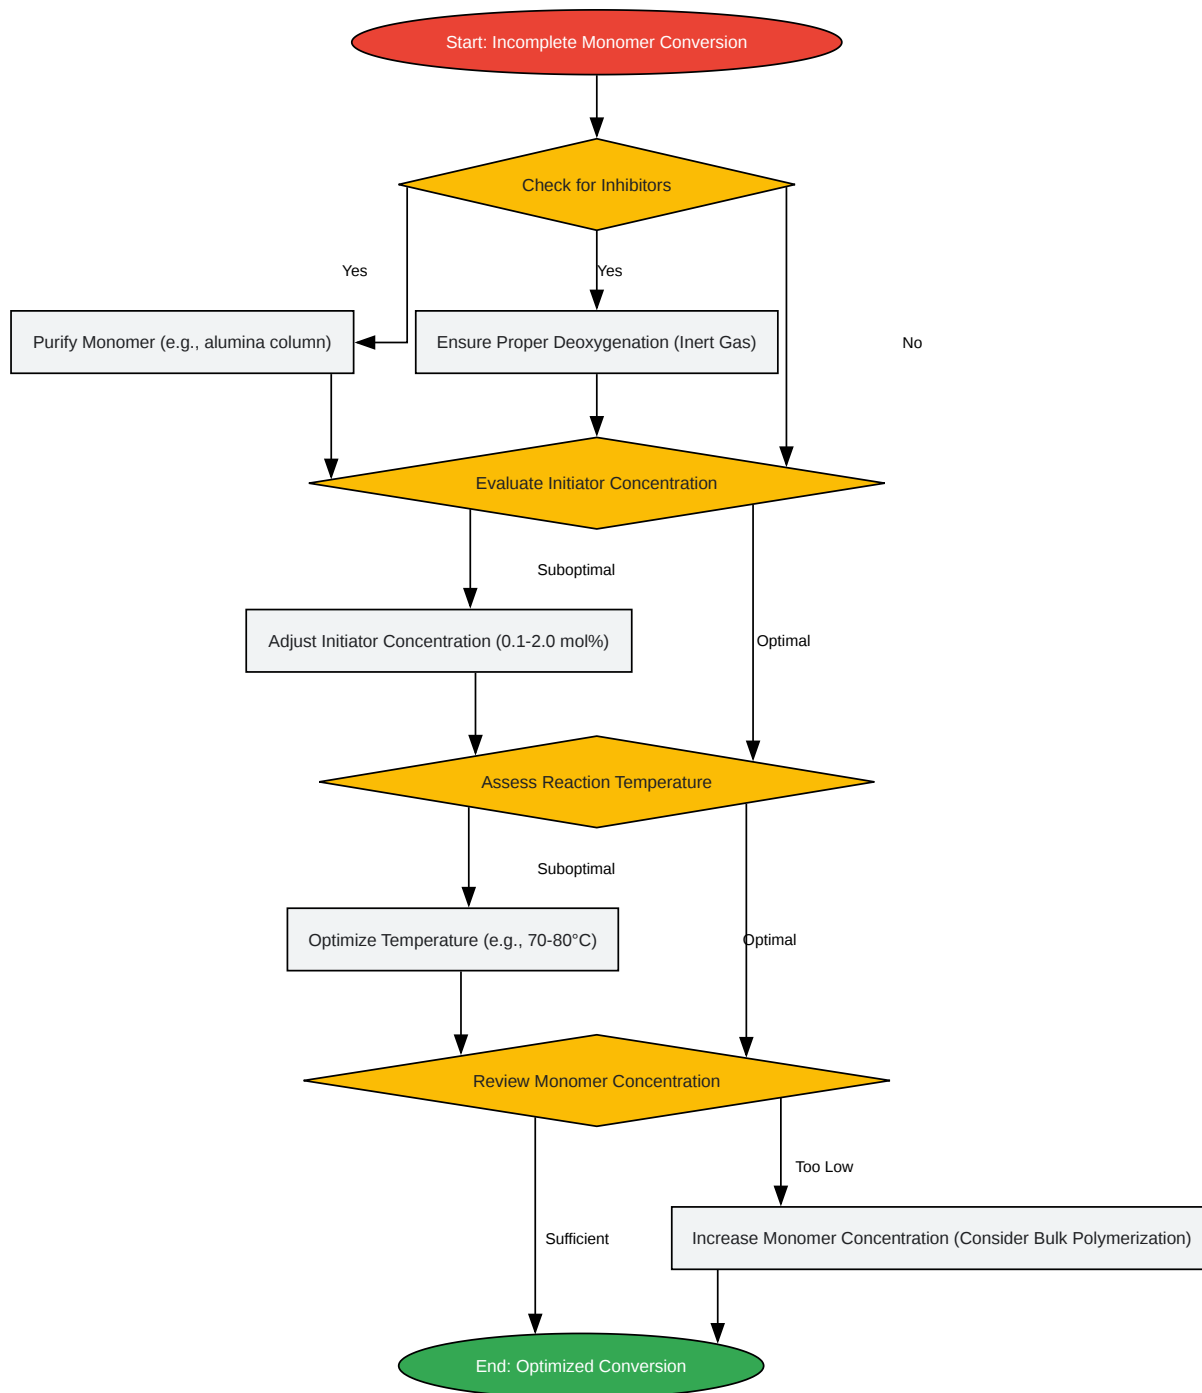 Start: Incomplete Monomer Conversion
Check for Inhibitors
Yes
Yes
Purify Monomer (e.g., alumina column)
Ensure Proper Deoxygenation (Inert Gas)
No
Evaluate Initiator Concentration
Suboptimal
Adjust Initiator Concentration (0.1-2.0 mol%)
Optimal
Assess Reaction Temperature
Suboptimal
Optimize Temperature (e.g., 70-80°C)
Optimal
Review Monomer Concentration
Too Low
Sufficient
Increase Monomer Concentration (Consider Bulk Polymerization)
End: Optimized Conversion